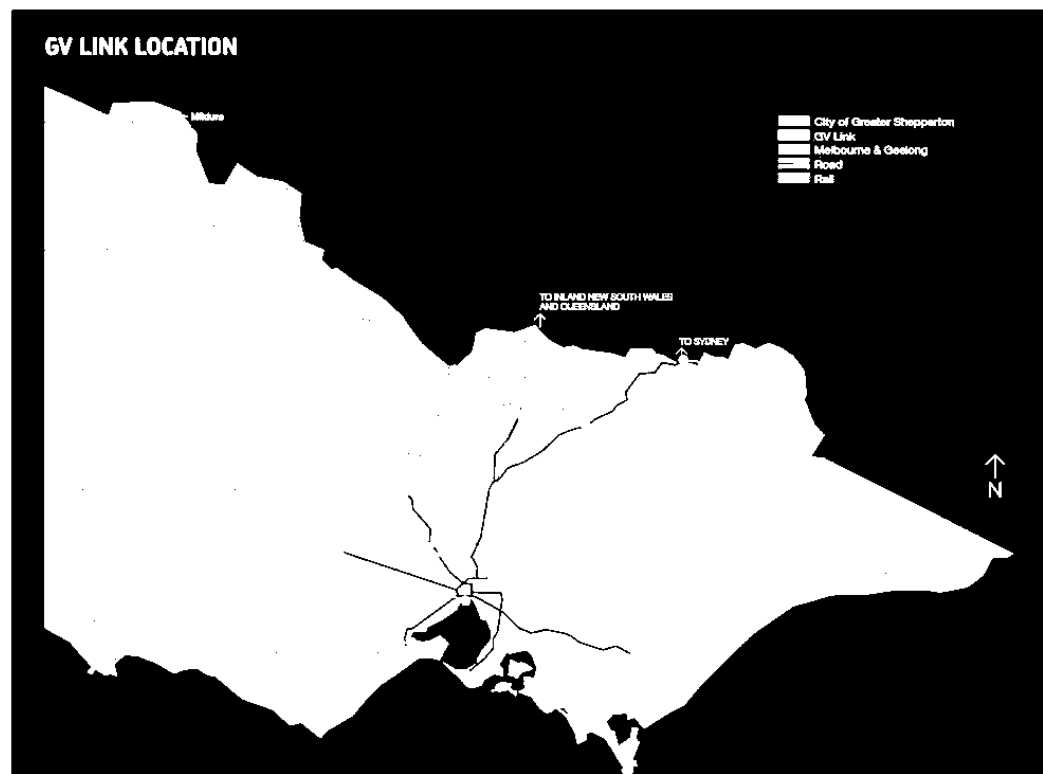 GV LINK LOCATION
Mildura
City of Greater Shepparton
GV Link
Melbourne & Geelong
Road
Rail
TO INLAND NEW SOUTH WALES
AND QUEENSLAND
TO SYDNEY
N